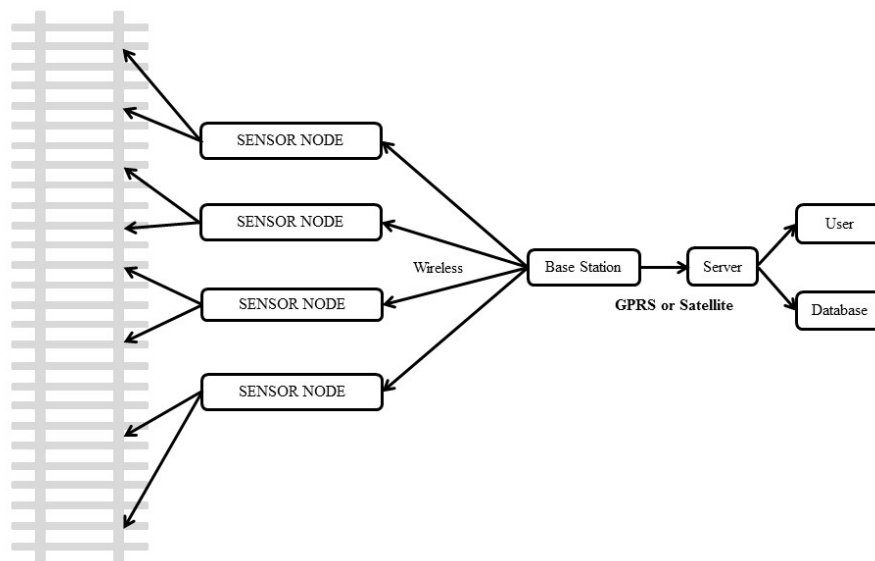 SENSOR NODE
SENSOR NODE
Wireless
SENSOR NODE
SENSOR NODE
Base Station
GPRS or Satellite
Server
User
Database